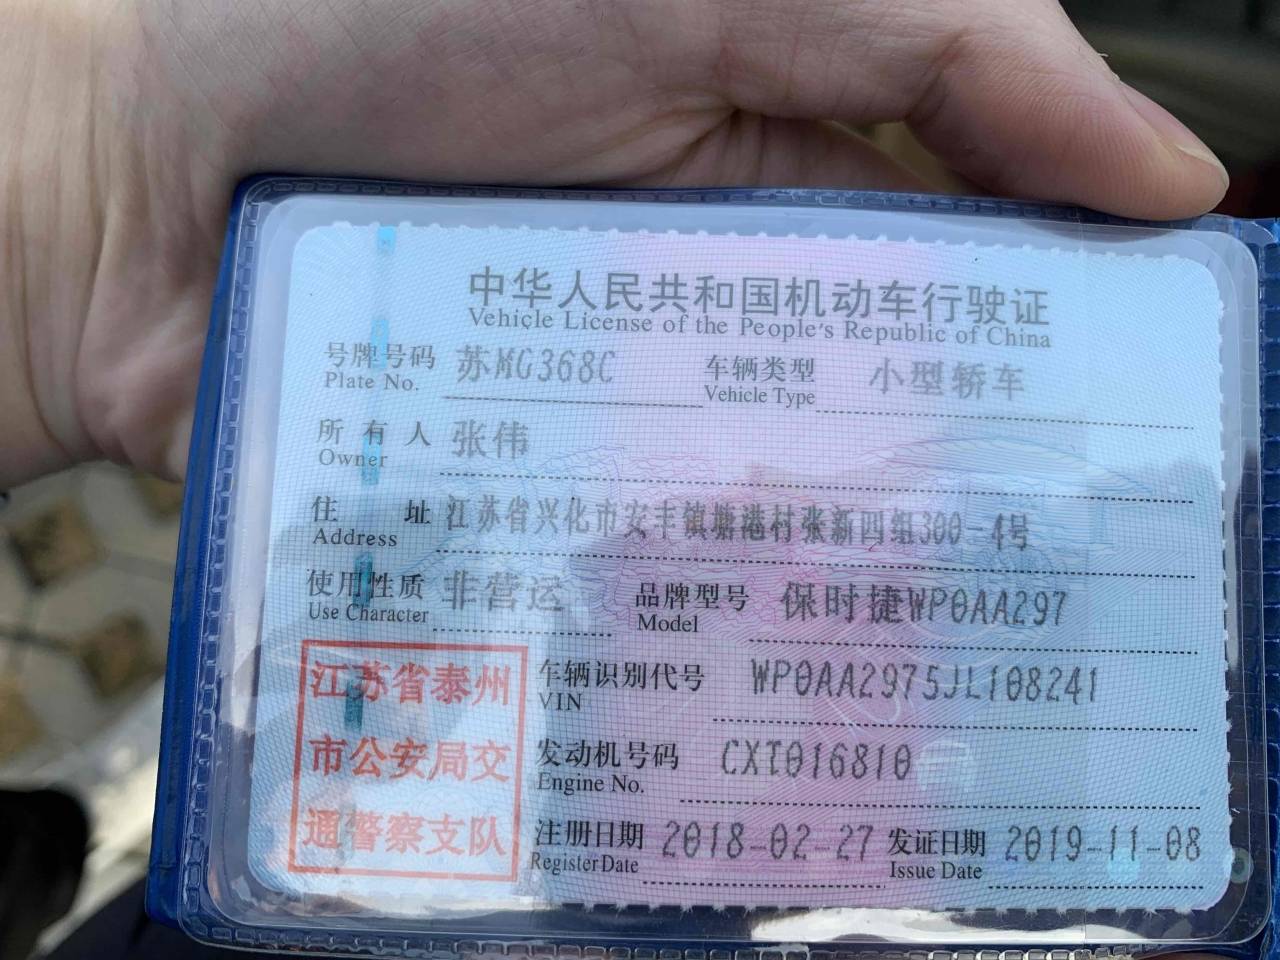 中华人民共和国机动车行驶证
Vehicle License of the People's Republic of China
号牌号码 苏MG368C 车辆类型 小型轿车
Plate No. Vehicle Type
所有人 张伟
Owner
住址 江苏省兴化市安丰镇塘港村张新四组300-4号
Address
使用性质 非营运 品牌型号 保时捷WP0AA297
Use Character Model
江苏省泰州
市公安局交
通警察支队
车辆识别代号 WP0AA2975JL108241
VIN
发动机号码 CXT016810
Engine No.
注册日期 2018-02-27 发证日期 2019-11-08
Register Date Issue Date